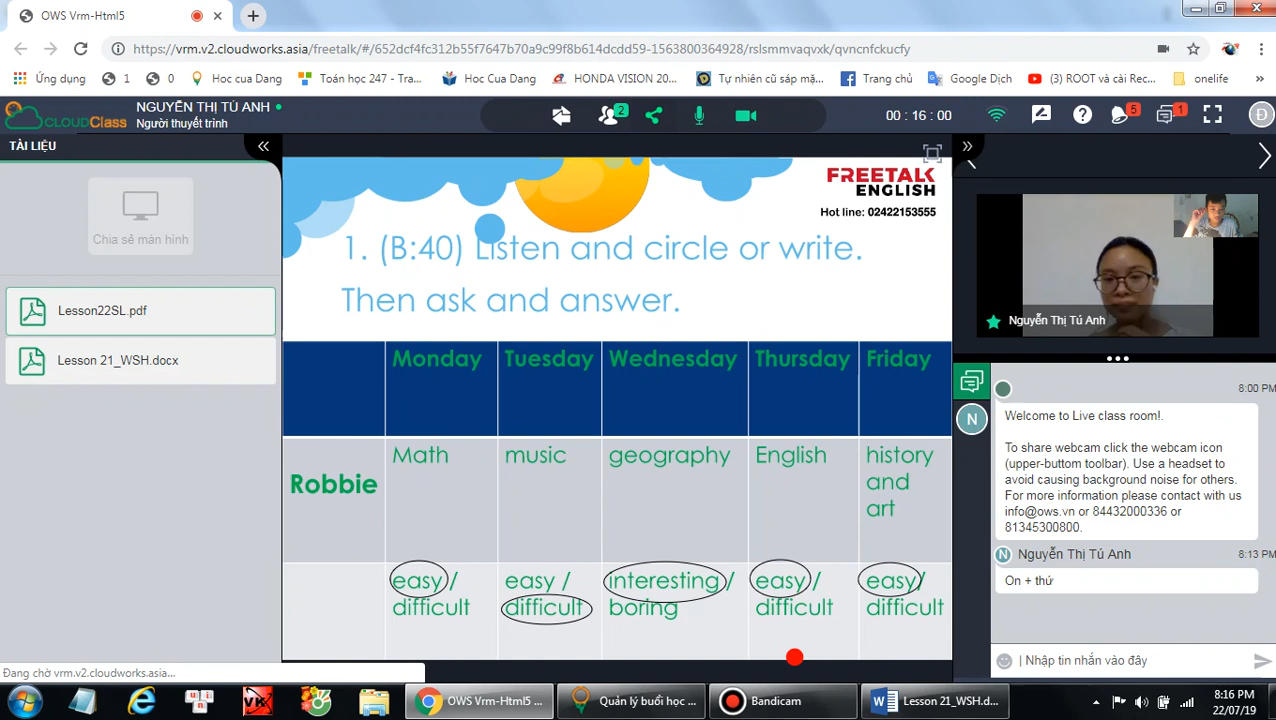 OWS Vrm-Html5
https://vrm.v2.cloudworks.asia/freetalk/#/652dcf4fc312b55f7647b70a9c99f8b614dcdd59-1563800364928/rslsmmvaqvxk/qvncnfckucfy
Ứng dụng 1 0 Hoc cua Dang Toán học 247 - Tra... Học Cua Dang HONDA VISION 20... Tự nhiên cũ sáp mặ... Trang chủ Google Dịch (3) ROOT và cài Rec... onelife »
CLOUDClass
NGUYỄN THỊ TÚ ANH
Người thuyết trình
2
00 : 16 : 00
5
1
Đ
TÀI LIỆU
Chia sẻ màn hình
Lesson22SL.pdf
Lesson 21_WSH.docx
FREETALK
ENGLISH
Hot line: 02422153555
1. (B:40) Listen and circle or write.
Then ask and answer.
Monday Tuesday Wednesday Thursday Friday
Robbie
Math music geography English history
and
art
easy / easy / interesting / easy / easy/
difficult difficult boring difficult difficult
Nguyễn Thị Tú Anh
8:00 PM
Welcome to Live class room!.
To share webcam click the webcam icon
(upper-buttom toolbar). Use a headset to
avoid causing background noise for others.
For more information please contact with us
info@ows.vn or 84432000336 or
81345300800.
N
N Nguyễn Thị Tú Anh 8:13 PM
On + thứ
Nhập tin nhắn vào đây
Đang chờ vrm.v2.cloudworks.asia...
OWS Vrm-Html5 ...
Quản lý buổi học ...
Bandicam
Lesson 21_WSH.d...
8:16 PM
22/07/19